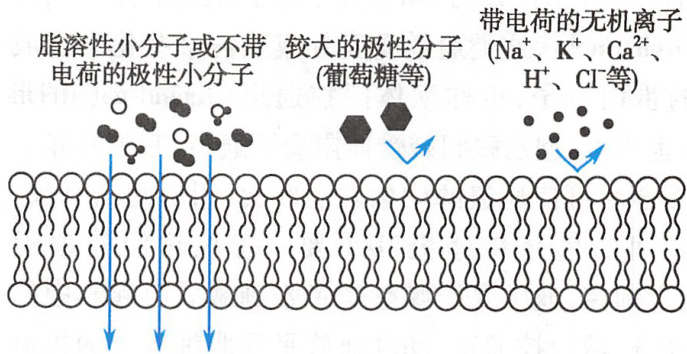 脂溶性小分子或不带
电荷的极性小分子
较大的极性分子
(葡萄糖等)
带电荷的无机离子
(Na⁺、K⁺、Ca²⁺、
H⁺、Cl⁻等)